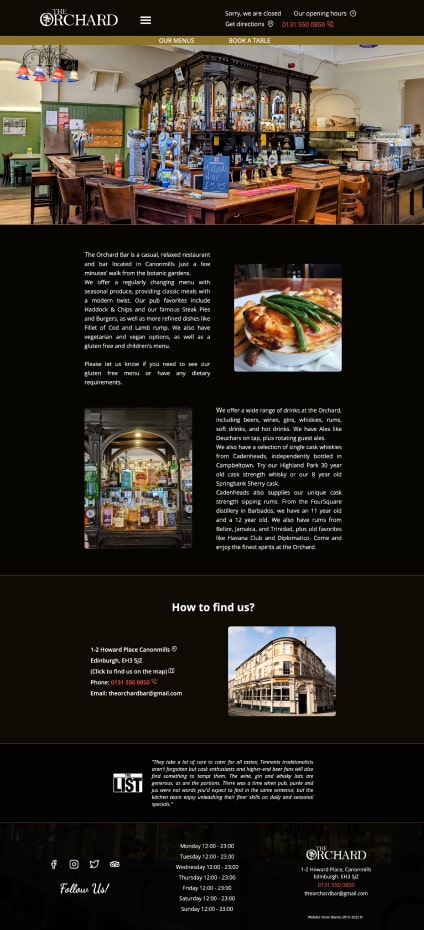 THE
ORCHARD
Sorry, we are closed
Our opening hours
Get directions
0131 550 0850
OUR MENUS
BOOK A TABLE
The Orchard Bar is a casual, relaxed restaurant
and bar located in Canonmills just a few
minutes' walk from the botanic gardens.
We offer a regularly changing menu with
seasonal produce, providing classic meals with
a modern twist. Our pub favorites include
Haddock & Chips and our famous Steak Pies
and Burgers, as well as more refined dishes like
Fillet of Cod and Lamb rump. We also have
vegetarian and vegan options, as well as a
gluten free and children's menu.
Please let us know if you need to see our
gluten free menu or have any dietary
requirements.
We offer a wide range of drinks at the Orchard,
including beers, wines, gins, whiskies, rums,
soft drinks, and hot drinks. We have Ales like
Deuchars on tap, plus rotating guest ales.
We also have a selection of single cask whiskies
from Cadenheads, independently bottled in
Campbeltown. Try our Highland Park 30 year
old cask strength whisky or our 8 year old
Springbank Sherry cask.
Cadenheads also supplies our unique cask
strength sipping rums. From the FourSquare
distillery in Barbados, we have an 11 year old
and a 12 year old. We also have rums from
Belize, Jamaica, and Trinidad, plus old favorites
like Havana Club and Diplomatico. Come and
enjoy the finest spirits at the Orchard.
How to find us?
1-2 Howard Place Canonmills
Edinburgh, EH3 5JZ
(Click to find us on the map)
Phone: 0131 550 0850
Email: theorchardbar@gmail.com
THE
LIST
"They take a lot of care to cater for all tastes; Tennents traditionalists
aren't forgotten but cask enthusiasts and higher-end beer fans will also
find something to tempt them. The wine, gin and whisky lists are
generous, as are the portions. There was a time when pub, purée and
jus were not words you'd expect to find in the same sentence, but the
kitchen team enjoy unleashing their finer skills on daily and seasonal
specials."
Follow Us!
Monday 12:00 - 23:00
Tuesday 12:00 - 23:00
Wednesday 12:00 - 23:00
Thursday 12:00 - 23:00
Friday 12:00 - 23:00
Saturday 12:00 - 23:00
Sunday 12:00 - 23:00
THE
ORCHARD
1-2 Howard Place, Canonmills
Edinburgh, EH3 5JZ
0131 550 0850
theorchardbar@gmail.com